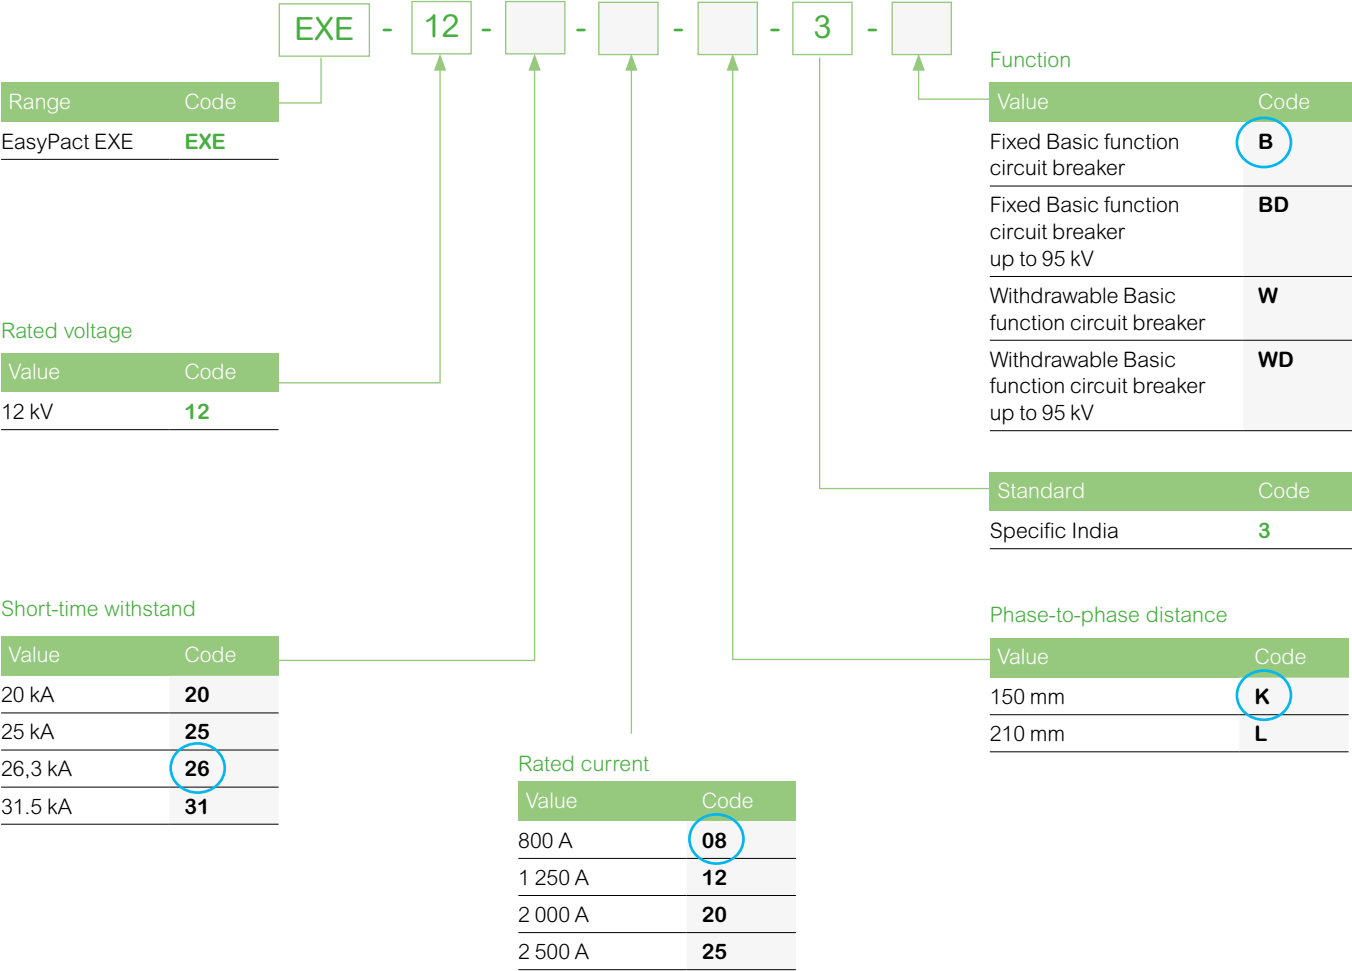 EXE - 12 - - - - 3 -
Range Code
EasyPact EXE EXE
Rated voltage
Value Code
12 kV 12
Short-time withstand
Value Code
20 kA 20
25 kA 25
26,3 kA 26
31.5 kA 31
Rated current
Value Code
800 A 08
1 250 A 12
2 000 A 20
2 500 A 25
Function
Value Code
Fixed Basic function B
circuit breaker
Fixed Basic function BD
circuit breaker
up to 95 kV
Withdrawable Basic W
function circuit breaker
Withdrawable Basic WD
function circuit breaker
up to 95 kV
Standard Code
Specific India 3
Phase-to-phase distance
Value Code
150 mm K
210 mm L